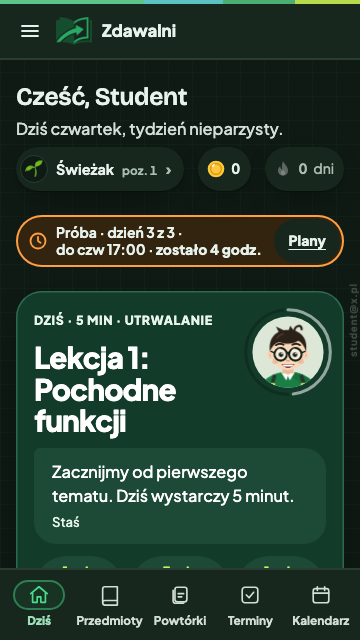 Zdawalni
Cześć, Student
Dziś czwartek, tydzień nieparzysty.
Świeżak poz. 1 ›
0
0 dni
Próba · dzień 3 z 3 ·
do czw 17:00 · zostało 4 godz.
Plany
DZIŚ · 5 MIN · UTRWALANIE
Lekcja 1:
Pochodne
funkcji
Zacznijmy od pierwszego
tematu. Dziś wystarczy 5 minut.
Staś
student@x.pl
Dziś
Przedmioty
Powtórki
Terminy
Kalendarz